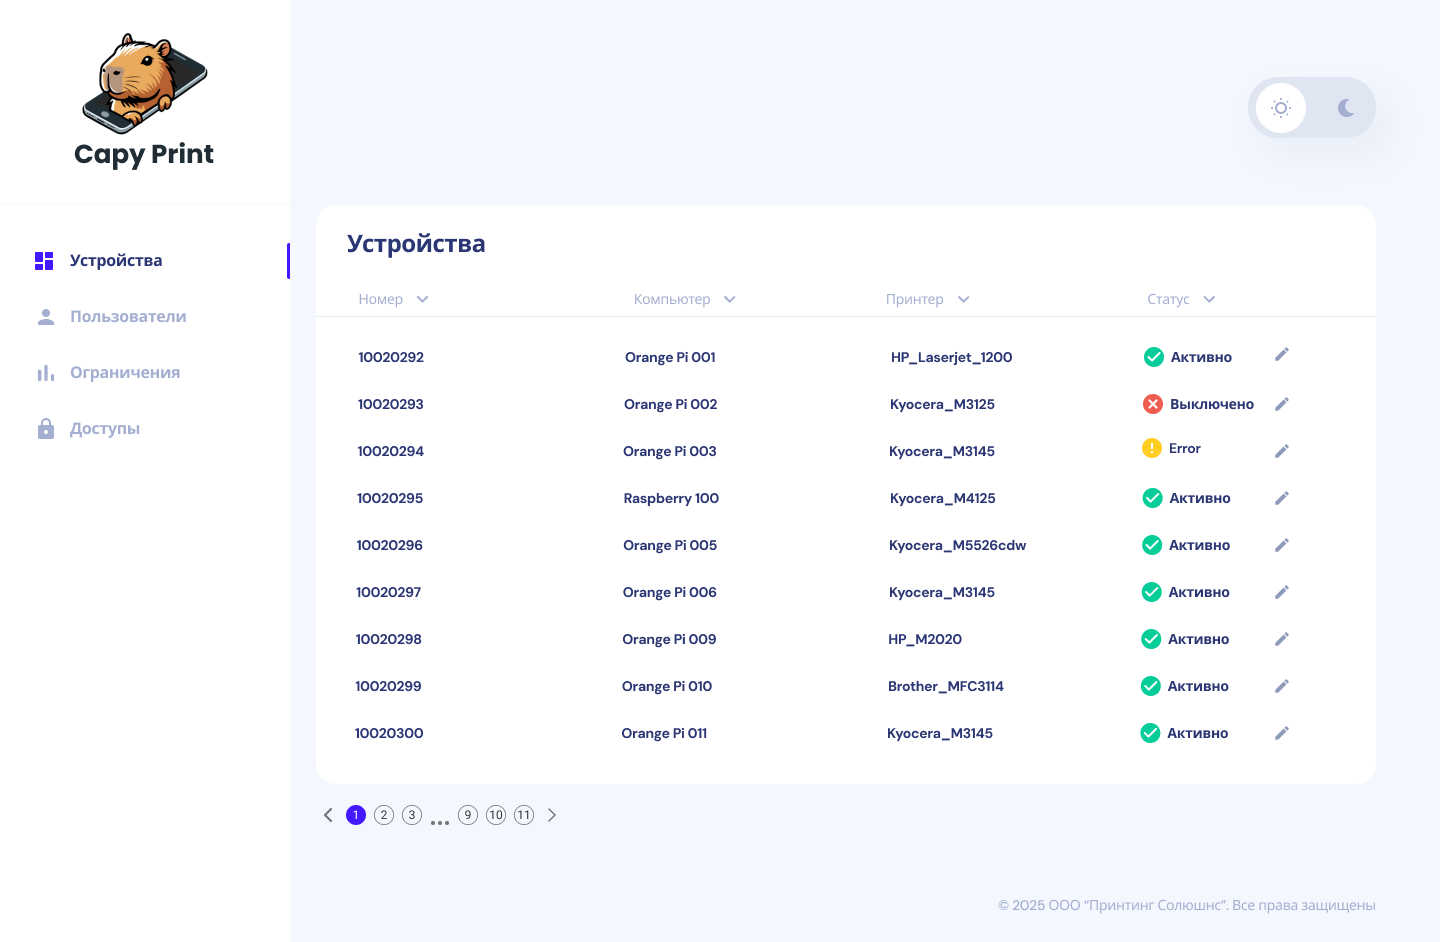 Capy Print
Устройства
Пользователи
Ограничения
Доступы
Устройства
Номер Компьютер Принтер Статус
10020292 Orange Pi 001 HP_Laserjet_1200 Активно
10020293 Orange Pi 002 Kyocera_M3125 Выключено
10020294 Orange Pi 003 Kyocera_M3145 Error
10020295 Raspberry 100 Kyocera_M4125 Активно
10020296 Orange Pi 005 Kyocera_M5526cdw Активно
10020297 Orange Pi 006 Kyocera_M3145 Активно
10020298 Orange Pi 009 HP_M2020 Активно
10020299 Orange Pi 010 Brother_MFC3114 Активно
10020300 Orange Pi 011 Kyocera_M3145 Активно
1 2 3 ... 9 10 11
© 2025 ООО “Принтинг Солюшнс”. Все права защищены